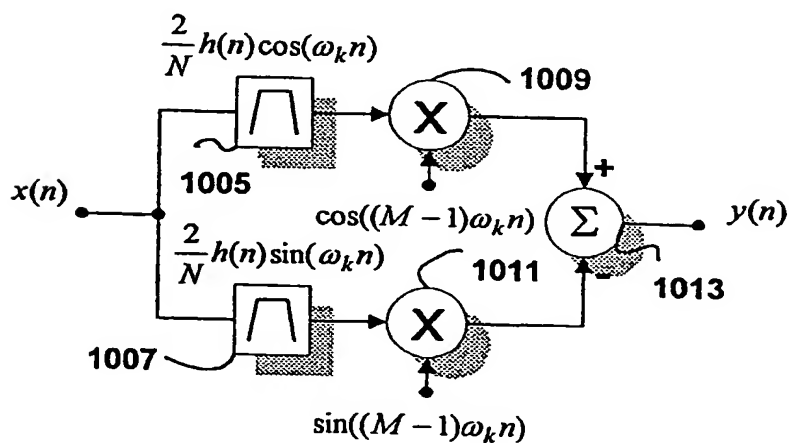 2/N h(n)cos(ω_k n)
1009
X
1005
+
x(n)
cos((M − 1)ω_k n)
Σ
y(n)
2/N h(n)sin(ω_k n)
1011
-
1013
X
1007
sin((M − 1)ω_k n)